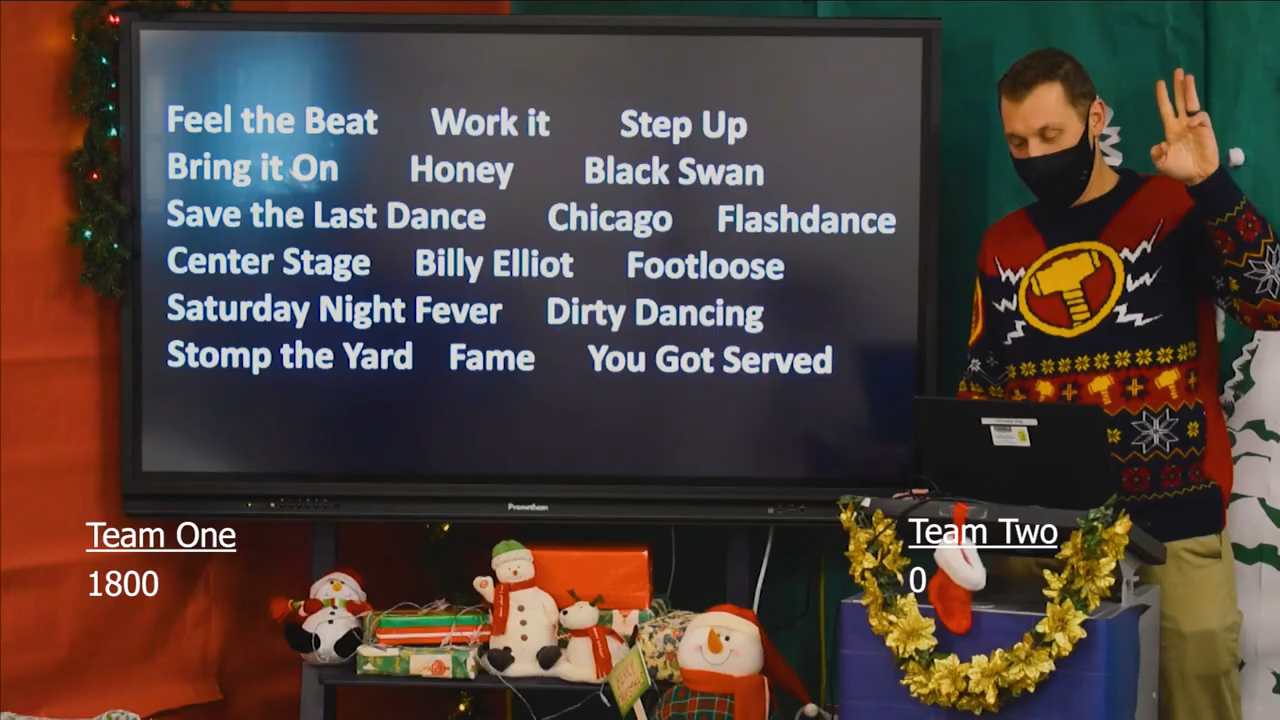 Feel the Beat Work it Step Up
Bring it On Honey Black Swan
Save the Last Dance Chicago Flashdance
Center Stage Billy Elliot Footloose
Saturday Night Fever Dirty Dancing
Stomp the Yard Fame You Got Served
Promethean
Team One
1800
Team Two
0